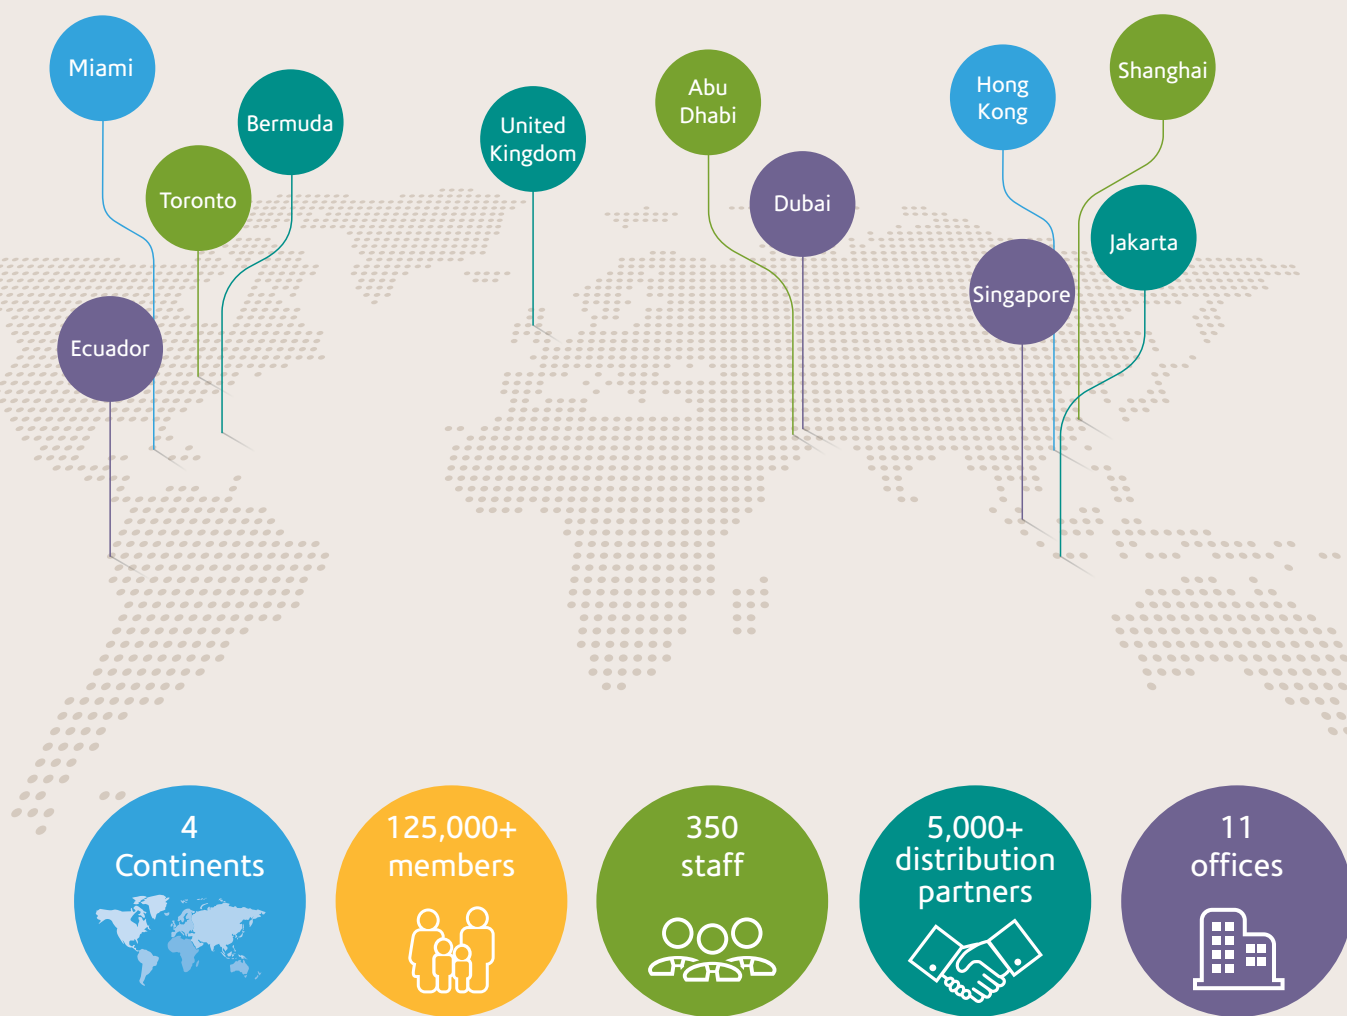 Miami
Bermuda
Toronto
Ecuador
United
Kingdom
Abu
Dhabi
Dubai
Hong
Kong
Shanghai
Jakarta
Singapore
4
Continents
125,000+
members
350
staff
5,000+
distribution
partners
11
offices